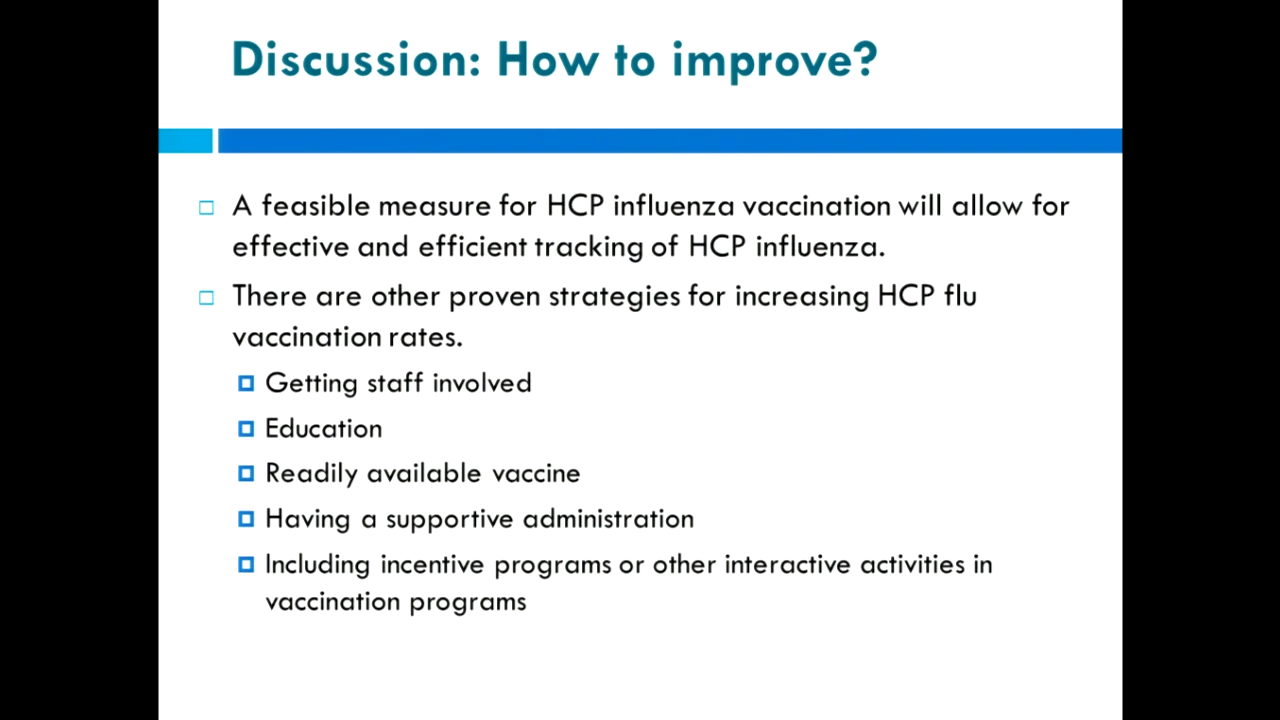 Discussion: How to improve?
A feasible measure for HCP influenza vaccination will allow for
effective and efficient tracking of HCP influenza.
There are other proven strategies for increasing HCP flu
vaccination rates.
Getting staff involved
Education
Readily available vaccine
Having a supportive administration
Including incentive programs or other interactive activities in
vaccination programs